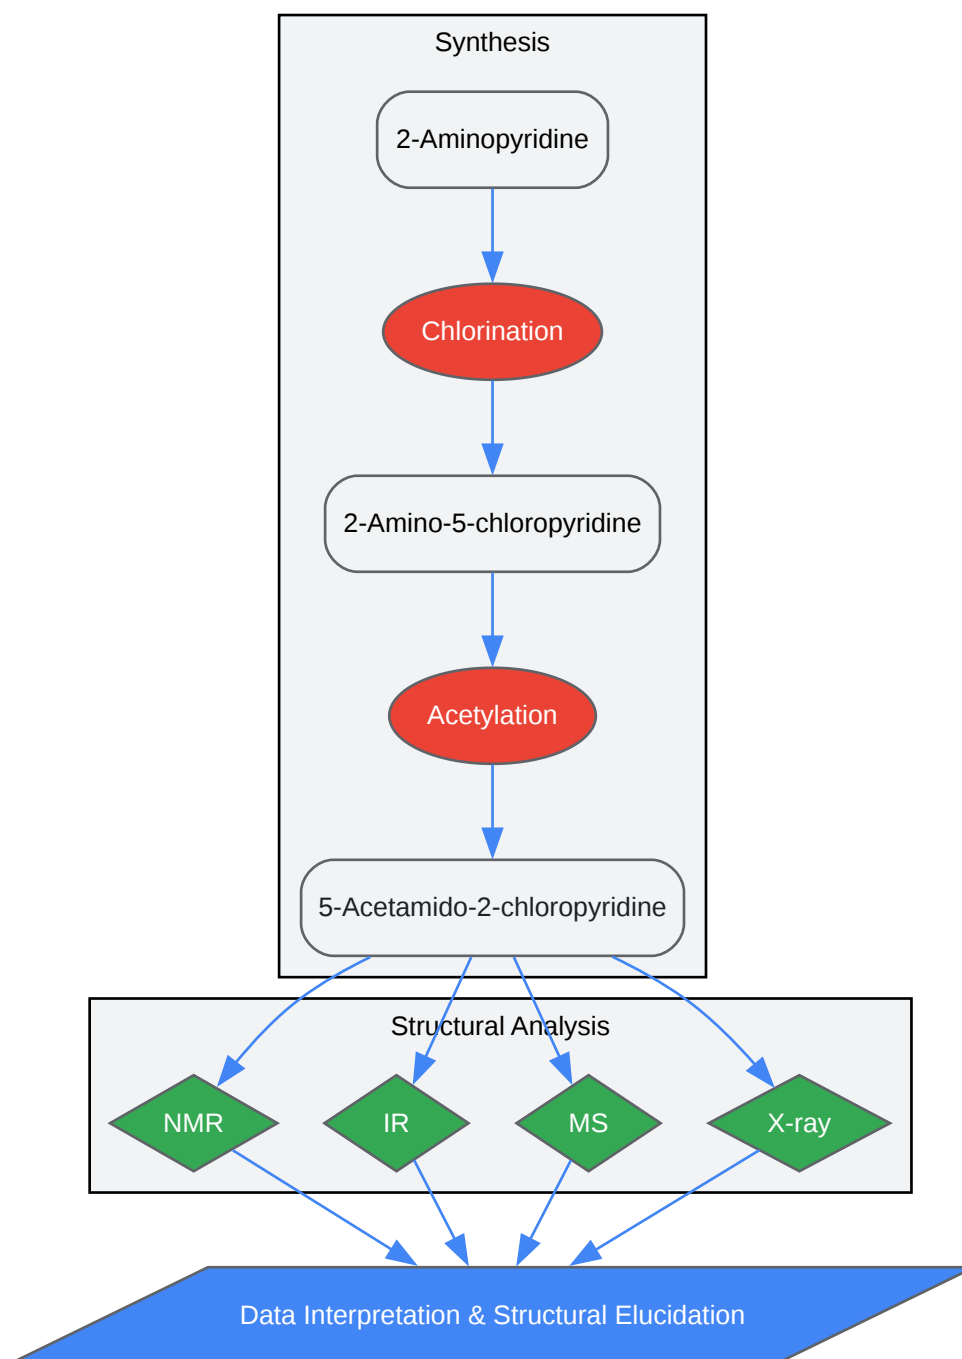 Synthesis
2-Aminopyridine
Chlorination
2-Amino-5-chloropyridine
Acetylation
5-Acetamido-2-chloropyridine
Structural Analysis
NMR
IR
MS
X-ray
Data Interpretation & Structural Elucidation